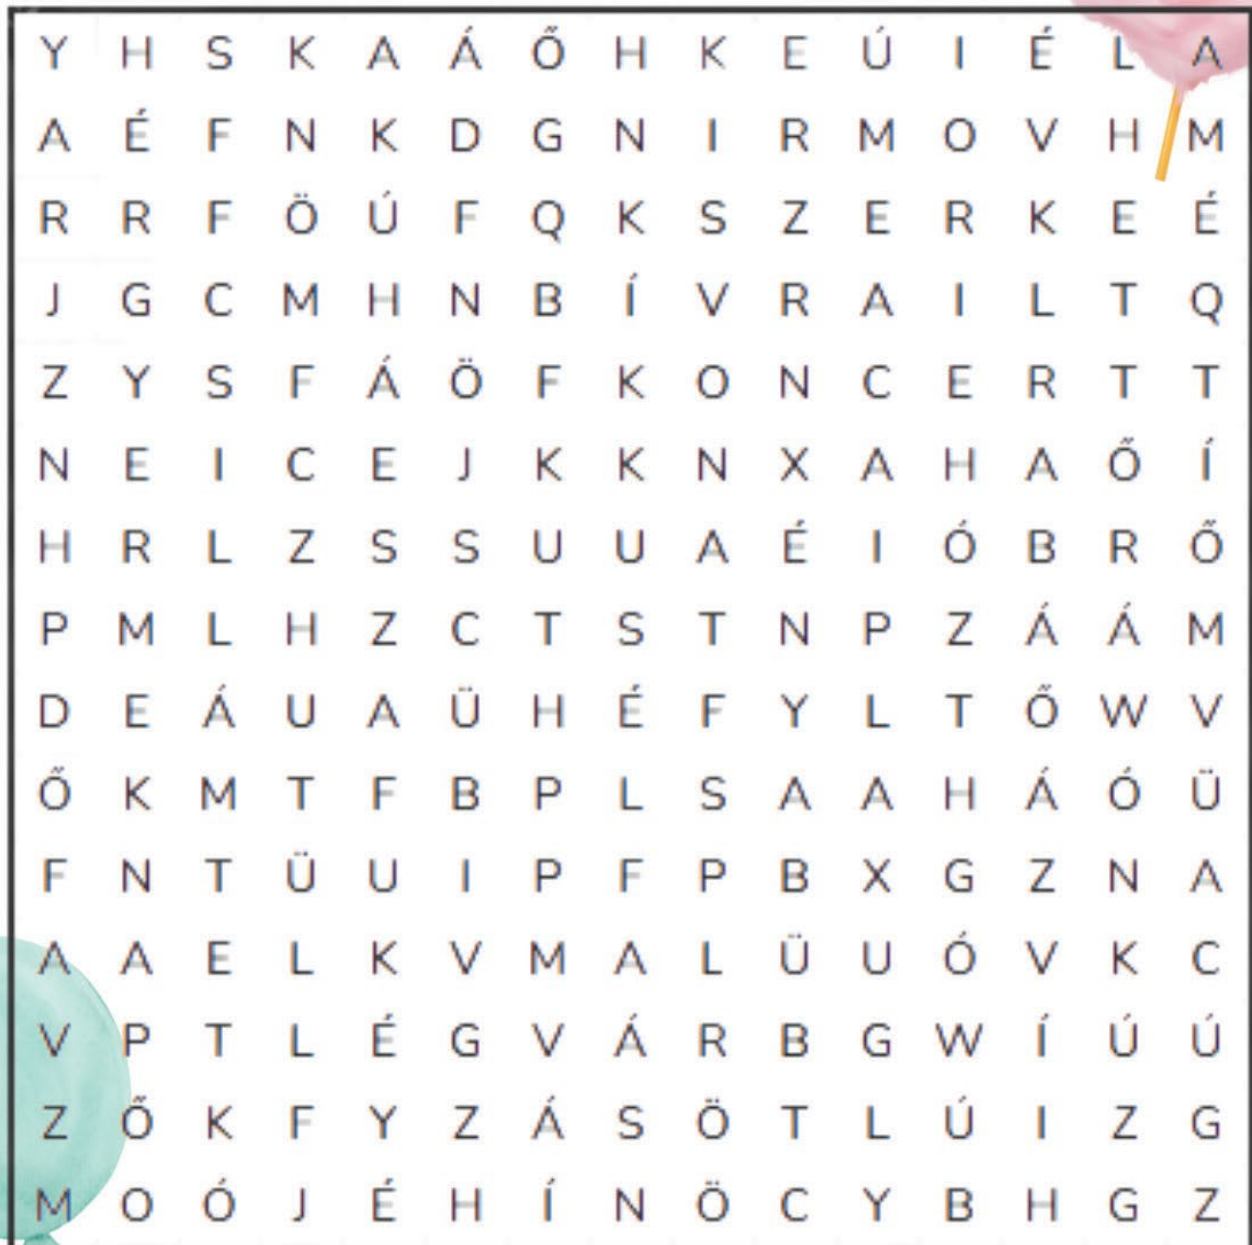 Y H S K A Á Ő H K E Ú I É L A
A É F N K D G N I R M O V H M
R R F Ö Ú F Q K S Z E R K E É
J G C M H N B Í V R A I L T Q
Z Y S F Á Ö F K O N C E R T T
N E I C E J K K N X A H A Ő Í
H R L Z S S U U A É I Ó B R Ő
P M L H Z C T S T N P Z Á Á M
D E Á U A Ü H É F Y L T Ő W V
Ő K M T F B P L S A A H Á Ó Ü
F N T Ü U I P F P B X G Z N A
A A E L K V M A L Ü U Ó V K C
V P T L É G V Á R B G W Í Ú Ú
Z Ő K F Y Z Á S Ö T L Ú I Z G
M O Ó J É H Í N Ö C Y B H G Z